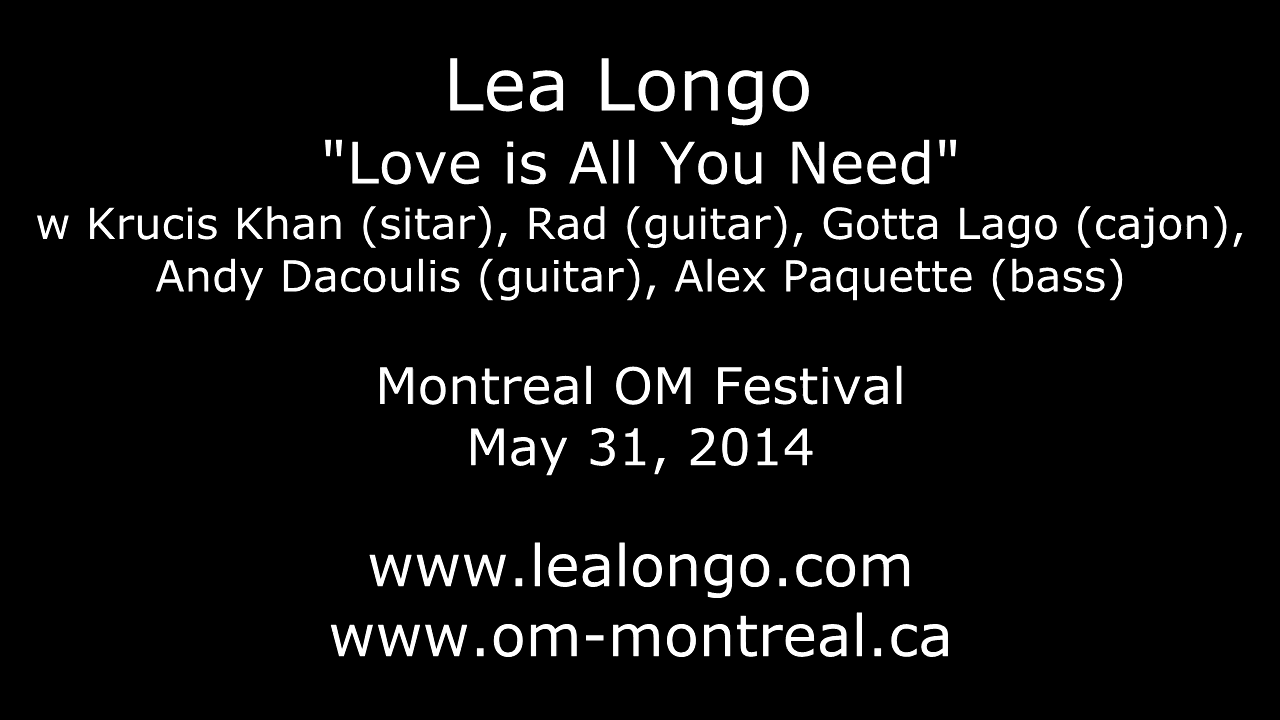 Lea Longo
"Love is All You Need"
w Krucis Khan (sitar), Rad (guitar), Gotta Lago (cajon),
Andy Dacoulis (guitar), Alex Paquette (bass)
Montreal OM Festival
May 31, 2014
www.lealongo.com
www.om-montreal.ca